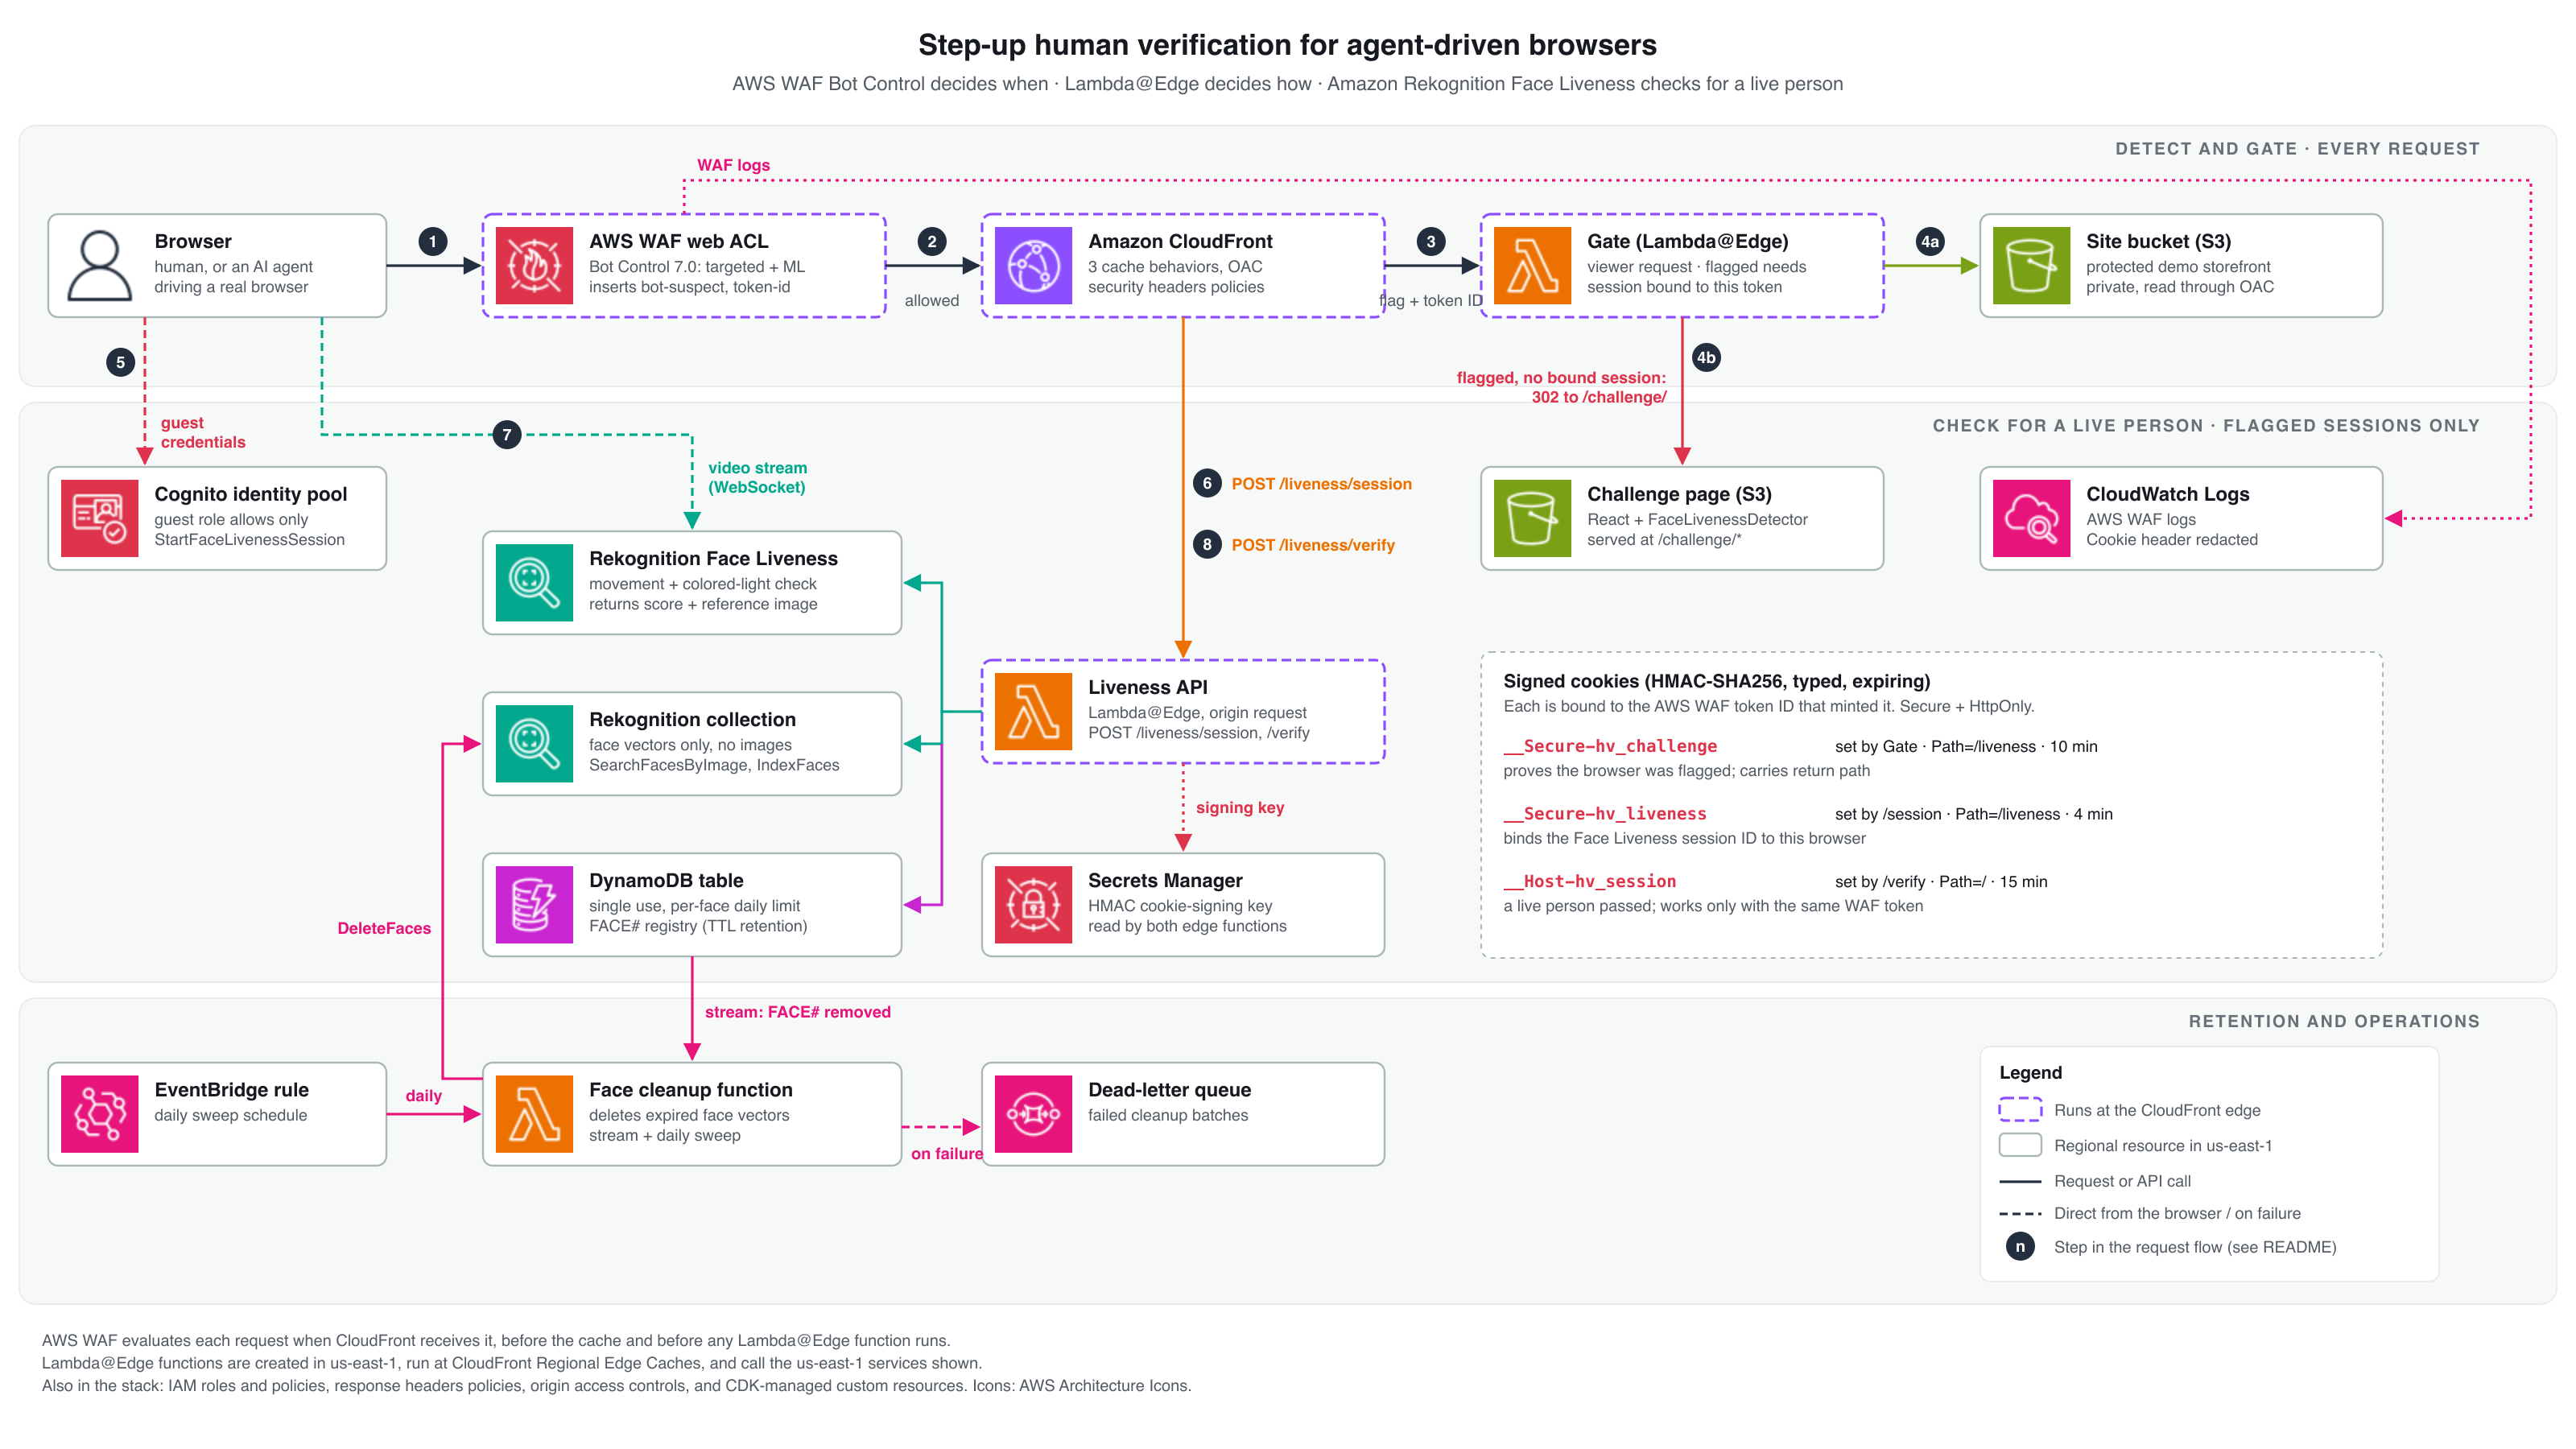 Step-up human verification for agent-driven browsers
AWS WAF Bot Control decides when · Lambda@Edge decides how · Amazon Rekognition Face Liveness checks for a live person
DETECT AND GATE · EVERY REQUEST
WAF logs
Browser
human, or an AI agent
driving a real browser
1
AWS WAF web ACL
Bot Control 7.0: targeted + ML
inserts bot-suspect, token-id
2
allowed
Amazon CloudFront
3 cache behaviors, OAC
security headers policies
3
flag + token ID
Gate (Lambda@Edge)
viewer request · flagged needs
session bound to this token
4a
Site bucket (S3)
protected demo storefront
private, read through OAC
5
guest
credentials
4b
flagged, no bound session:
302 to /challenge/
CHECK FOR A LIVE PERSON · FLAGGED SESSIONS ONLY
7
video stream
(WebSocket)
Cognito identity pool
guest role allows only
StartFaceLivenessSession
6
POST /liveness/session
8
POST /liveness/verify
Challenge page (S3)
React + FaceLivenessDetector
served at /challenge/*
CloudWatch Logs
AWS WAF logs
Cookie header redacted
Rekognition Face Liveness
movement + colored-light check
returns score + reference image
Rekognition collection
face vectors only, no images
SearchFacesByImage, IndexFaces
Liveness API
Lambda@Edge, origin request
POST /liveness/session, /verify
signing key
DynamoDB table
single use, per-face daily limit
FACE# registry (TTL retention)
Secrets Manager
HMAC cookie-signing key
read by both edge functions
Signed cookies (HMAC-SHA256, typed, expiring)
Each is bound to the AWS WAF token ID that minted it. Secure + HttpOnly.
__Secure-hv_challenge set by Gate · Path=/liveness · 10 min
proves the browser was flagged; carries return path
__Secure-hv_liveness set by /session · Path=/liveness · 4 min
binds the Face Liveness session ID to this browser
__Host-hv_session set by /verify · Path=/ · 15 min
a live person passed; works only with the same WAF token
DeleteFaces
stream: FACE# removed
RETENTION AND OPERATIONS
EventBridge rule
daily sweep schedule
daily
Face cleanup function
deletes expired face vectors
stream + daily sweep
on failure
Dead-letter queue
failed cleanup batches
Legend
Runs at the CloudFront edge
Regional resource in us-east-1
Request or API call
Direct from the browser / on failure
n Step in the request flow (see README)
AWS WAF evaluates each request when CloudFront receives it, before the cache and before any Lambda@Edge function runs.
Lambda@Edge functions are created in us-east-1, run at CloudFront Regional Edge Caches, and call the us-east-1 services shown.
Also in the stack: IAM roles and policies, response headers policies, origin access controls, and CDK-managed custom resources. Icons: AWS Architecture Icons.